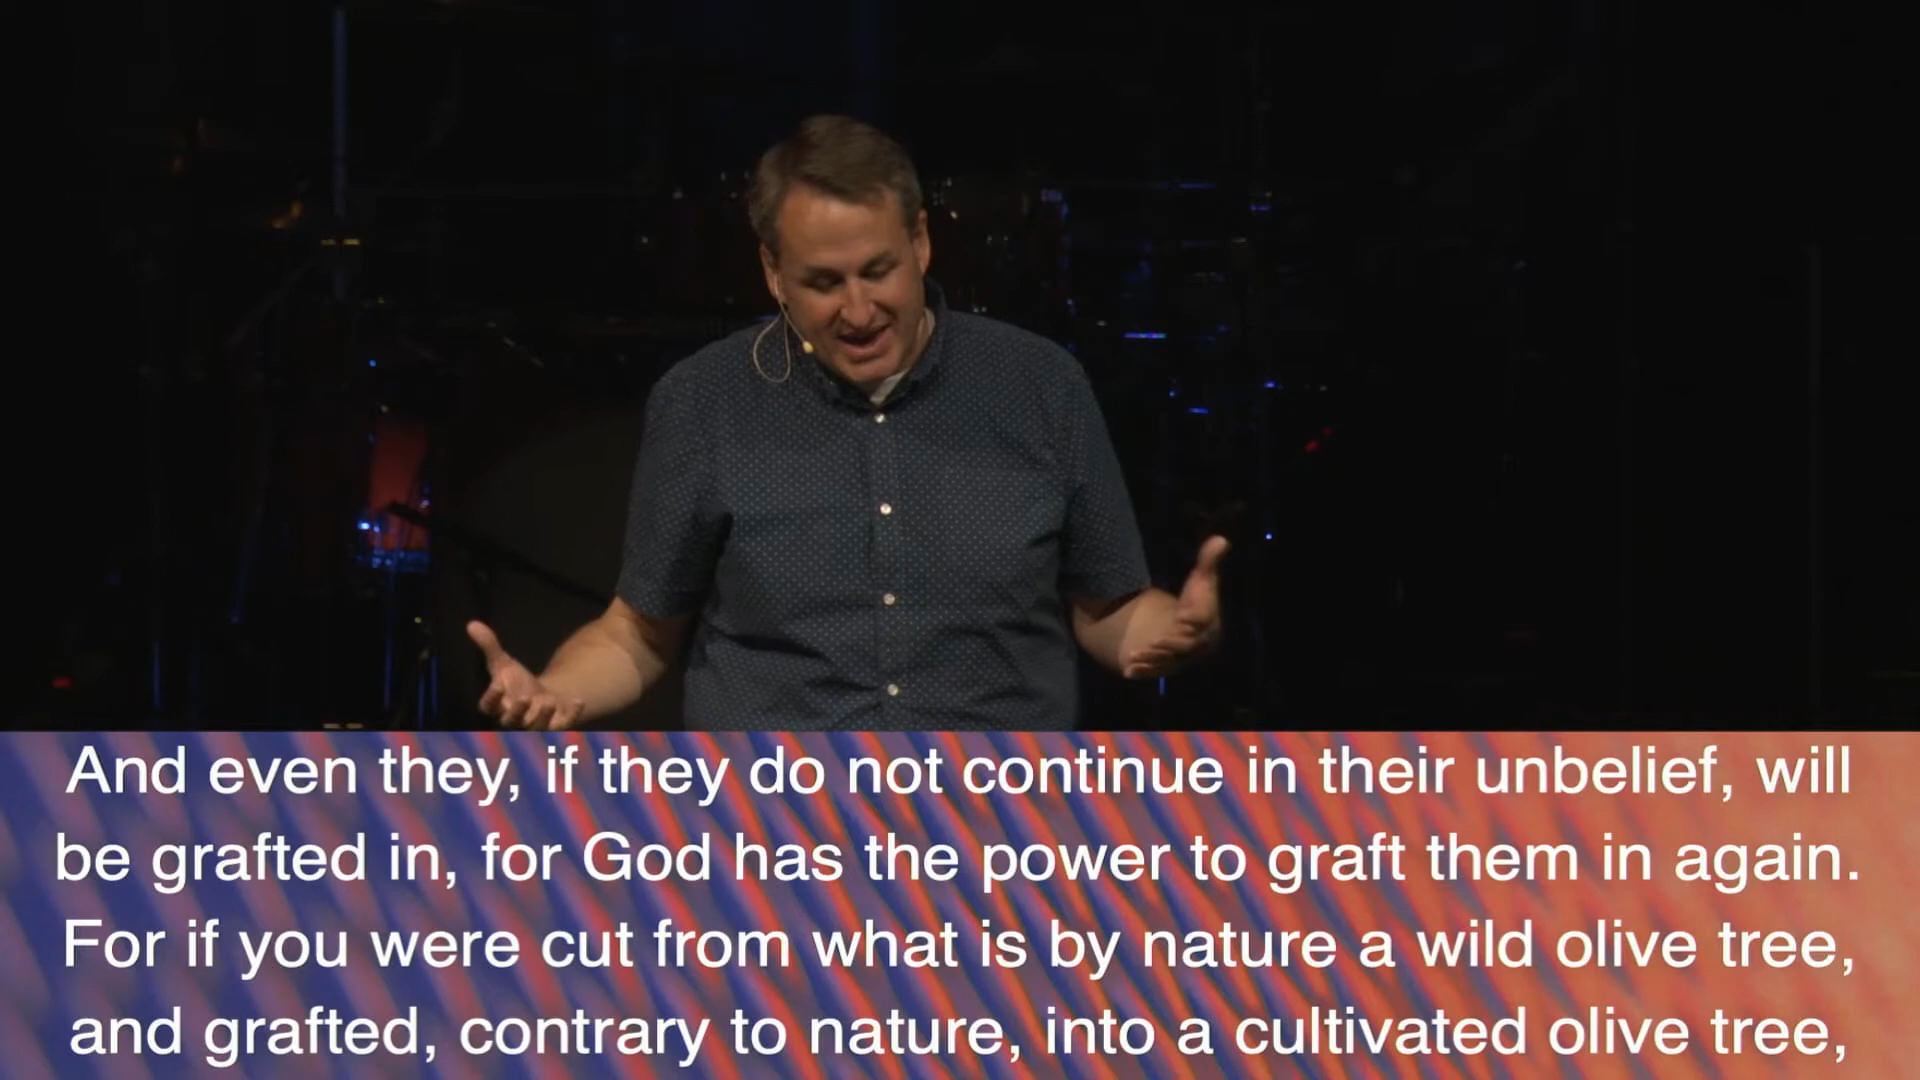 And even they, if they do not continue in their unbelief, will
be grafted in, for God has the power to graft them in again.
For if you were cut from what is by nature a wild olive tree,
and grafted, contrary to nature, into a cultivated olive tree,